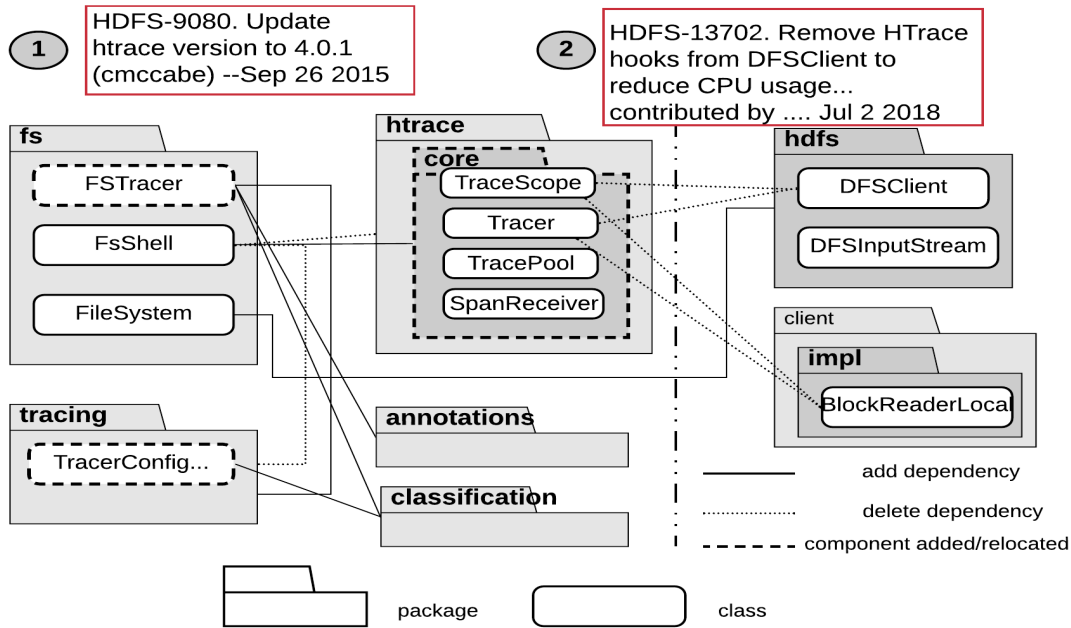 1
HDFS-9080. Update
htrace version to 4.0.1
(cmccabe) --Sep 26 2015
2
HDFS-13702. Remove HTrace
hooks from DFSClient to
reduce CPU usage...
contributed by .... Jul 2 2018
fs
FSTracer
FsShell
FileSystem
tracing
TracerConfig...
htrace
core
TraceScope
Tracer
TracePool
SpanReceiver
annotations
classification
hdfs
DFSClient
DFSInputStream
client
impl
BlockReaderLocal
add dependency
delete dependency
component added/relocated
package
class